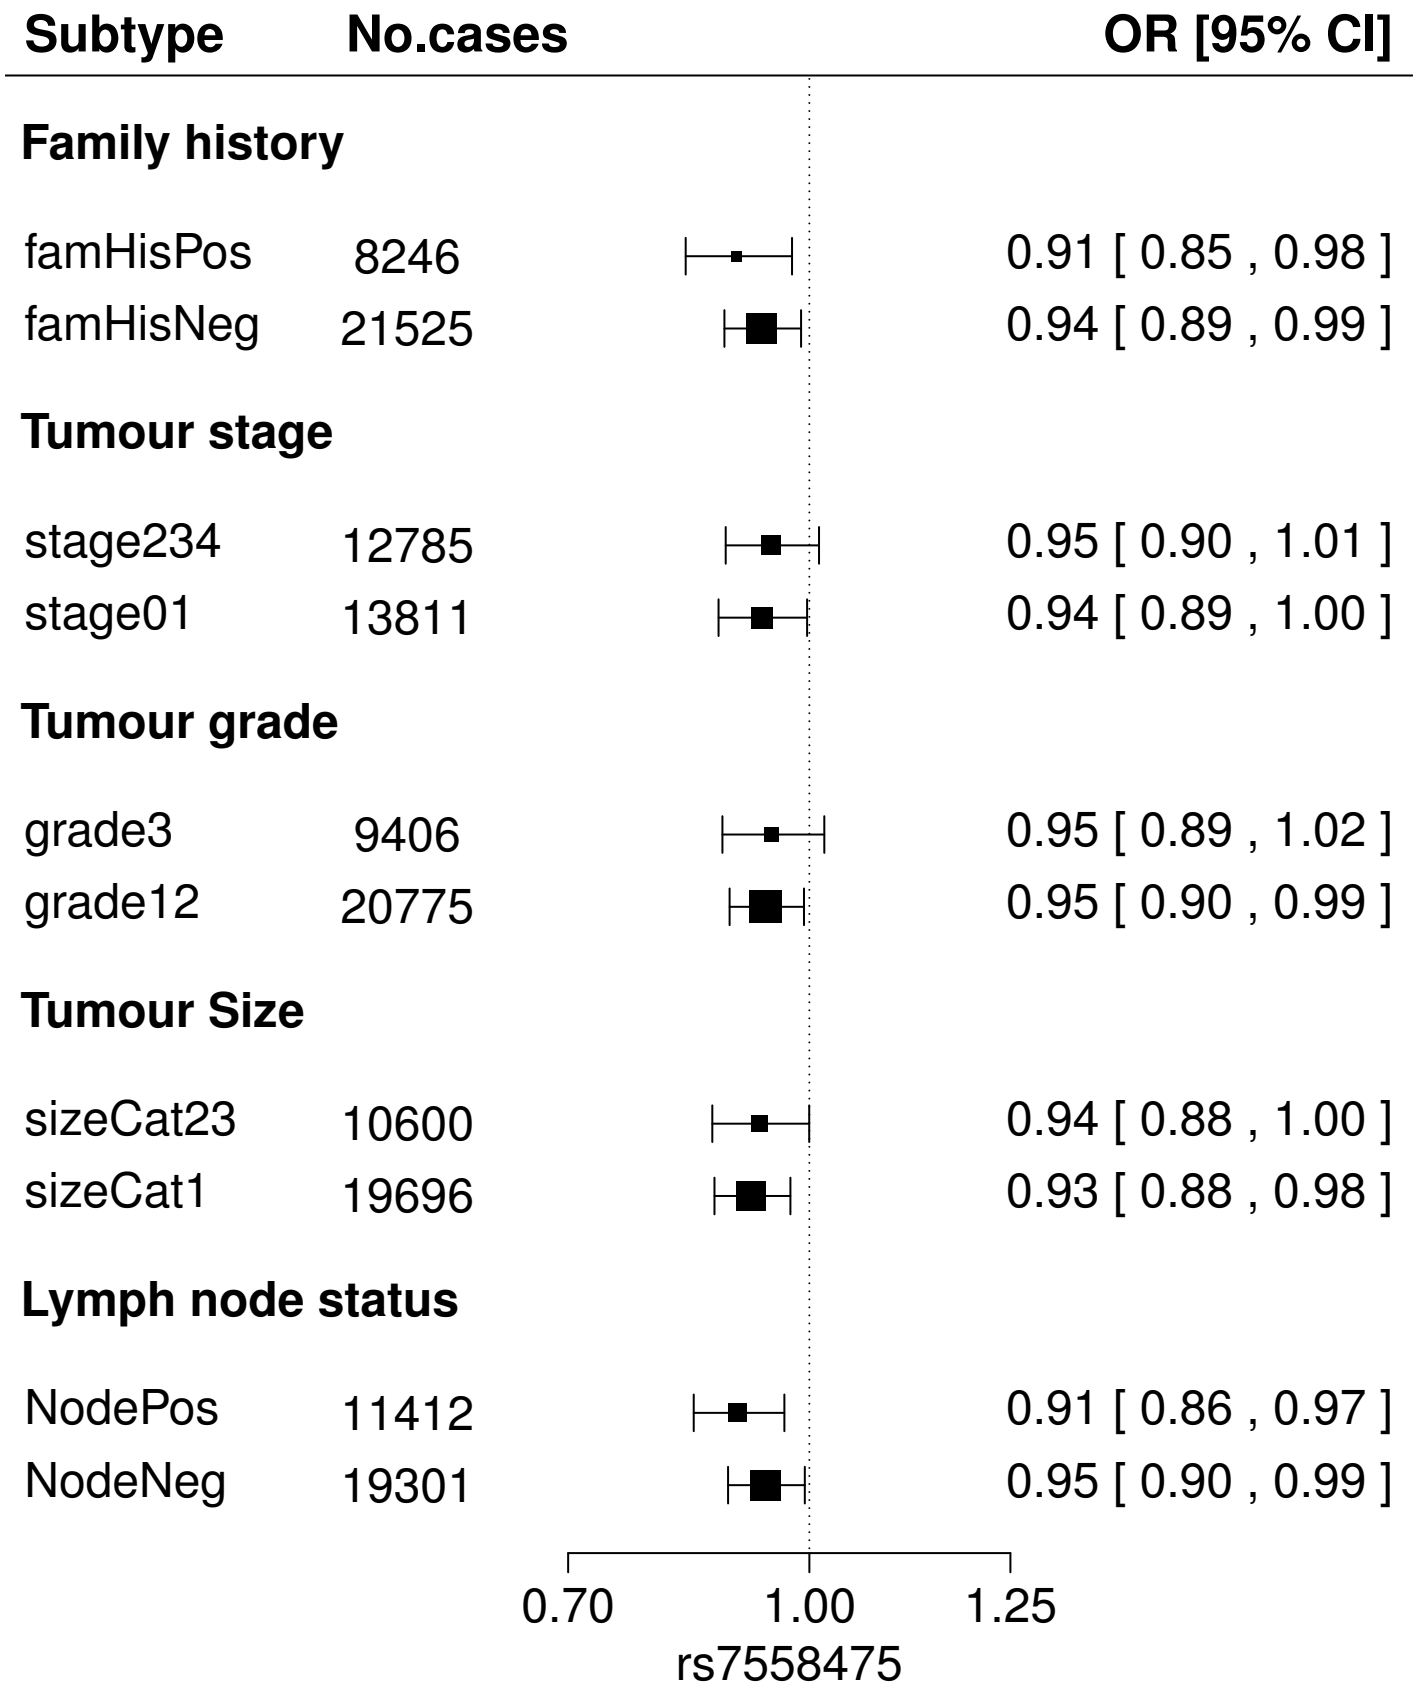 Subtype No.cases OR [95% CI]
Family history
famHisPos 8246 0.91 [ 0.85 , 0.98 ]
famHisNeg 21525 0.94 [ 0.89 , 0.99 ]
Tumour stage
stage234 12785 0.95 [ 0.90 , 1.01 ]
stage01 13811 0.94 [ 0.89 , 1.00 ]
Tumour grade
grade3 9406 0.95 [ 0.89 , 1.02 ]
grade12 20775 0.95 [ 0.90 , 0.99 ]
Tumour Size
sizeCat23 10600 0.94 [ 0.88 , 1.00 ]
sizeCat1 19696 0.93 [ 0.88 , 0.98 ]
Lymph node status
NodePos 11412 0.91 [ 0.86 , 0.97 ]
NodeNeg 19301 0.95 [ 0.90 , 0.99 ]
0.70 1.00 1.25
rs7558475